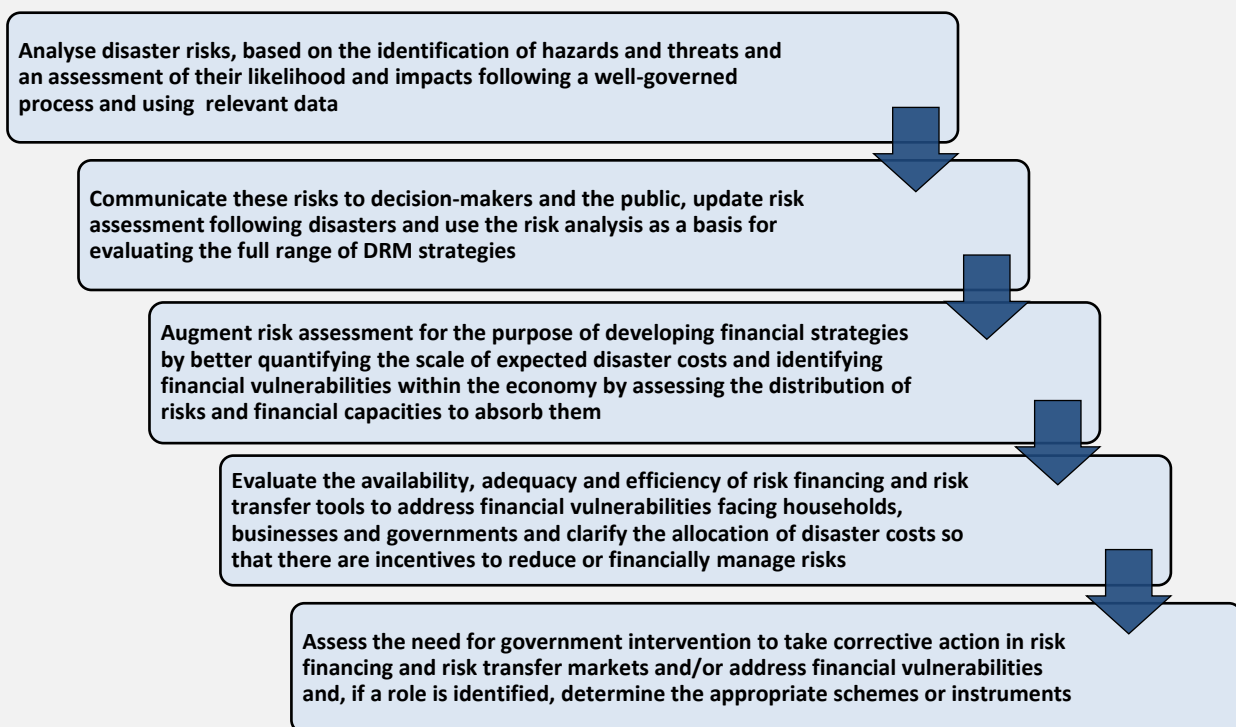 Analyse disaster risks, based on the identification of hazards and threats and
an assessment of their likelihood and impacts following a well-governed
process and using  relevant data
Communicate these risks to decision-makers and the public, update risk
assessment following disasters and use the risk analysis as a basis for
evaluating the full range of DRM strategies
Augment risk assessment for the purpose of developing financial strategies
by better quantifying the scale of expected disaster costs and identifying
financial vulnerabilities within the economy by assessing the distribution of
risks and financial capacities to absorb them
Evaluate the availability, adequacy and efficiency of risk financing and risk
transfer tools to address financial vulnerabilities facing households,
businesses and governments and clarify the allocation of disaster costs so
that there are incentives to reduce or financially manage risks
Assess the need for government intervention to take corrective action in risk
financing and risk transfer markets and/or address financial vulnerabilities
and, if a role is identified, determine the appropriate schemes or instruments